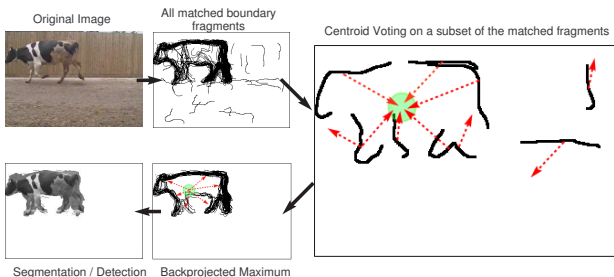 Original Image
All matched boundary
fragments
Centroid Voting on a subset of the matched fragments
Segmentation / Detection
Backprojected Maximum